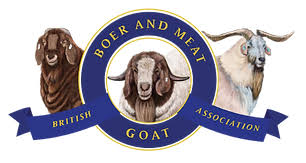 BOER AND MEAT
GOAT
BRITISH
ASSOCIATION